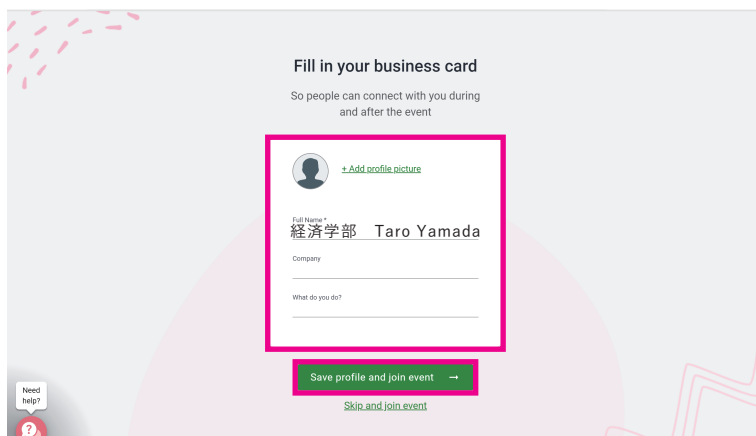 Fill in your business card
So people can connect with you during
and after the event
+ Add profile picture
Full Name *
経済学部　Taro Yamada
Company
What do you do?
Save profile and join event →
Skip and join event
Need
help?
?